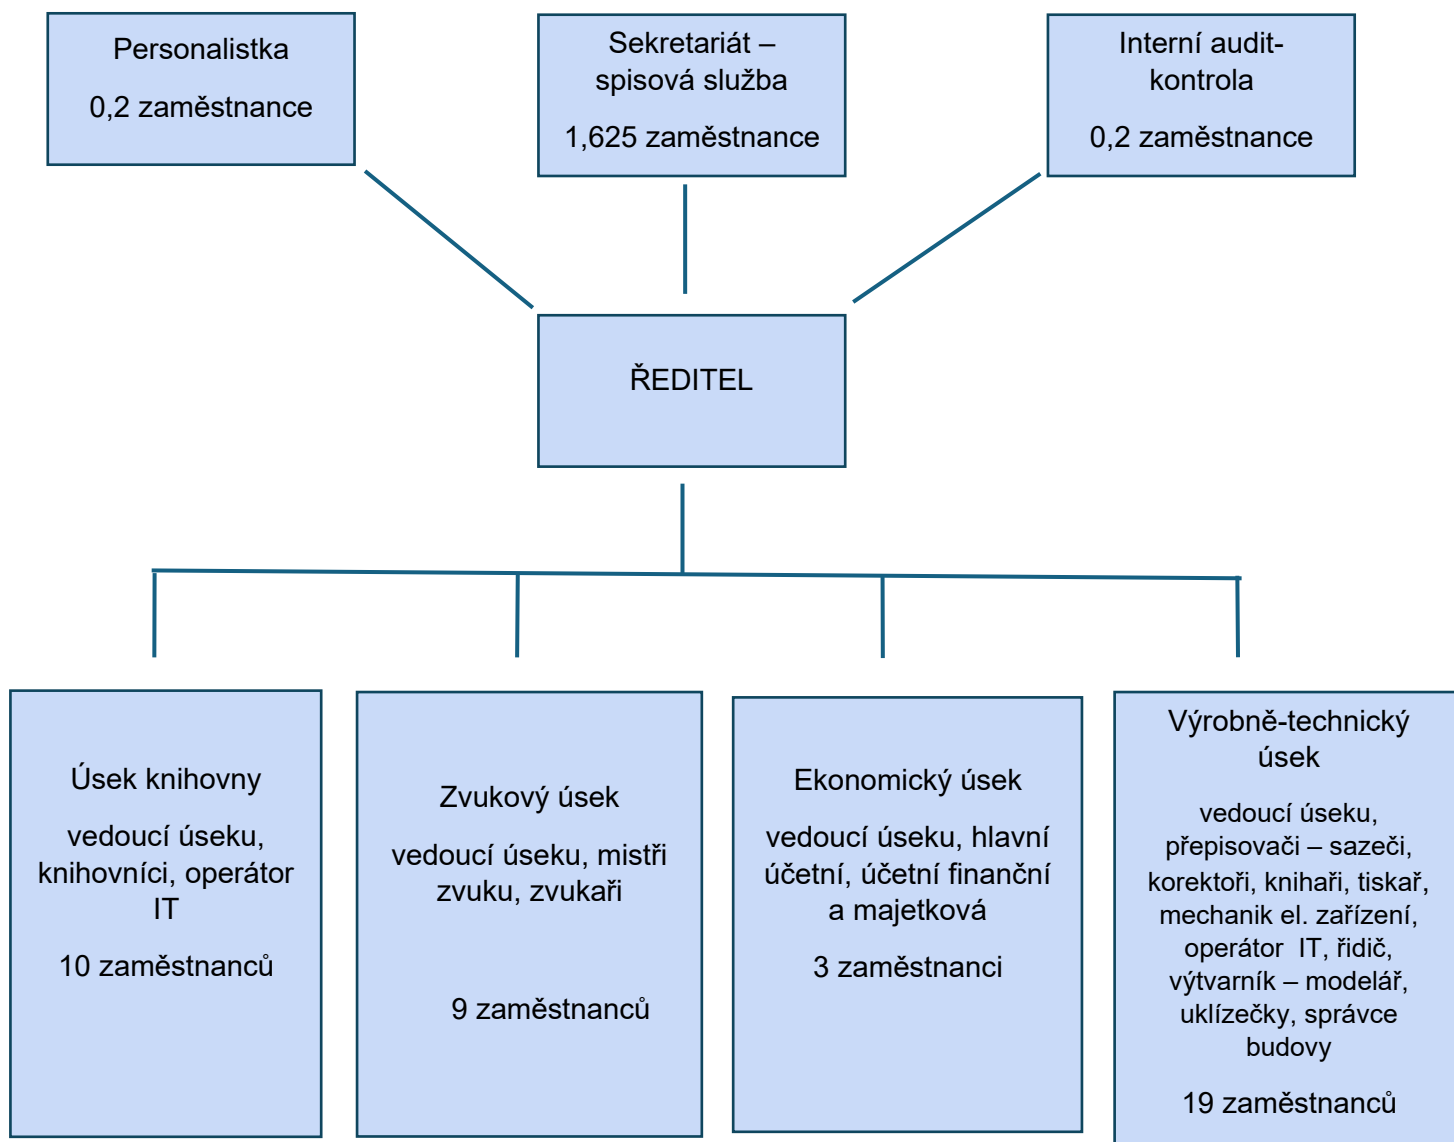 Personalistka
0,2 zaměstnance
Sekretariát –
spisová služba
1,625 zaměstnance
Interní audit-
kontrola
0,2 zaměstnance
ŘEDITEL
Úsek knihovny
vedoucí úseku,
knihovníci, operátor
IT
10 zaměstnanců
Zvukový úsek
vedoucí úseku, mistři
zvuku, zvukaři
9 zaměstnanců
Ekonomický úsek
vedoucí úseku, hlavní
účetní, účetní finanční
a majetková
3 zaměstnanci
Výrobně-technický
úsek
vedoucí úseku,
přepisovači – sazeči,
korektoři, knihaři, tiskař,
mechanik el. zařízení,
operátor IT, řidič,
výtvarník – modelář,
uklízečky, správce
budovy
19 zaměstnanců